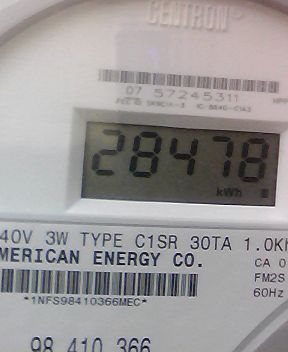 CENTRON®
07 57245311
28478
kWh
40V 3W TYPE C1SR 30TA 1.0Kh
MERICAN ENERGY CO.
CA 0
FM2S
60Hz
*1NFS98410366MEC*
98 410 366